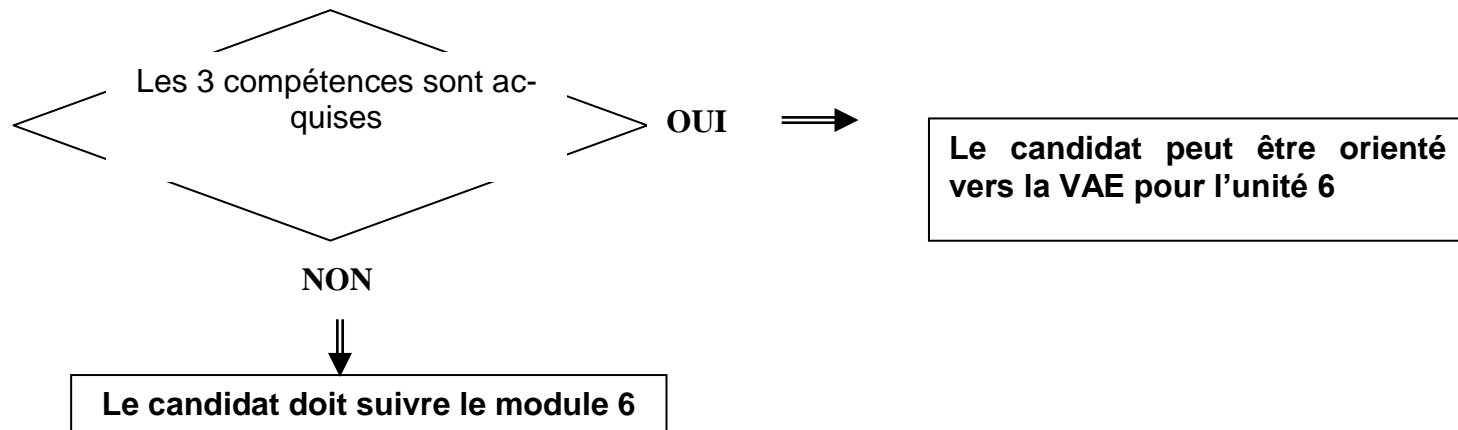 Les 3 compétences sont ac-
quises
OUI
Le candidat peut être orienté
vers la VAE pour l'unité 6
NON
Le candidat doit suivre le module 6